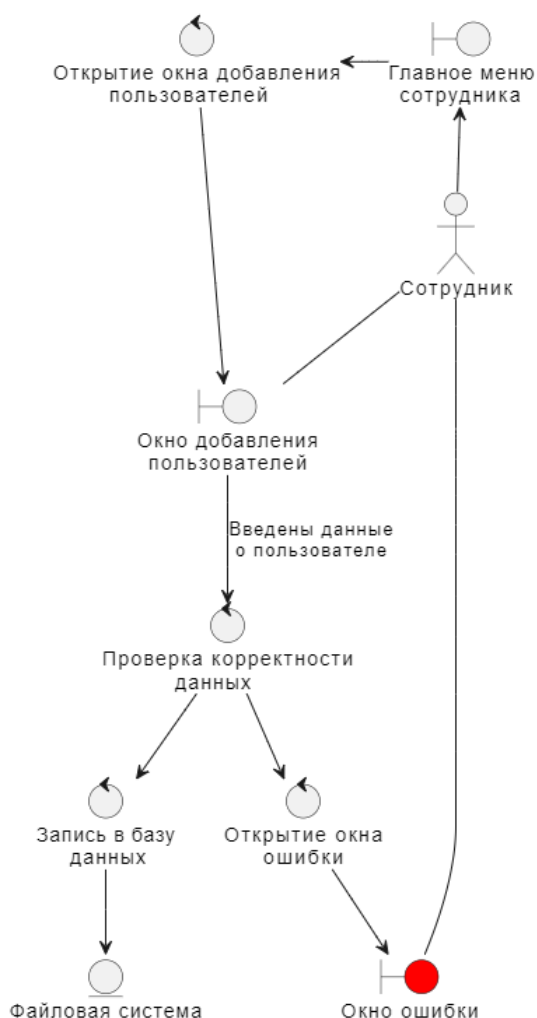 Открытие окна добавления
пользователей
Главное меню
сотрудника
Сотрудник
Окно добавления
пользователей
Введены данные
о пользователе
Проверка корректности
данных
Запись в базу
данных
Открытие окна
ошибки
Файловая система
Окно ошибки